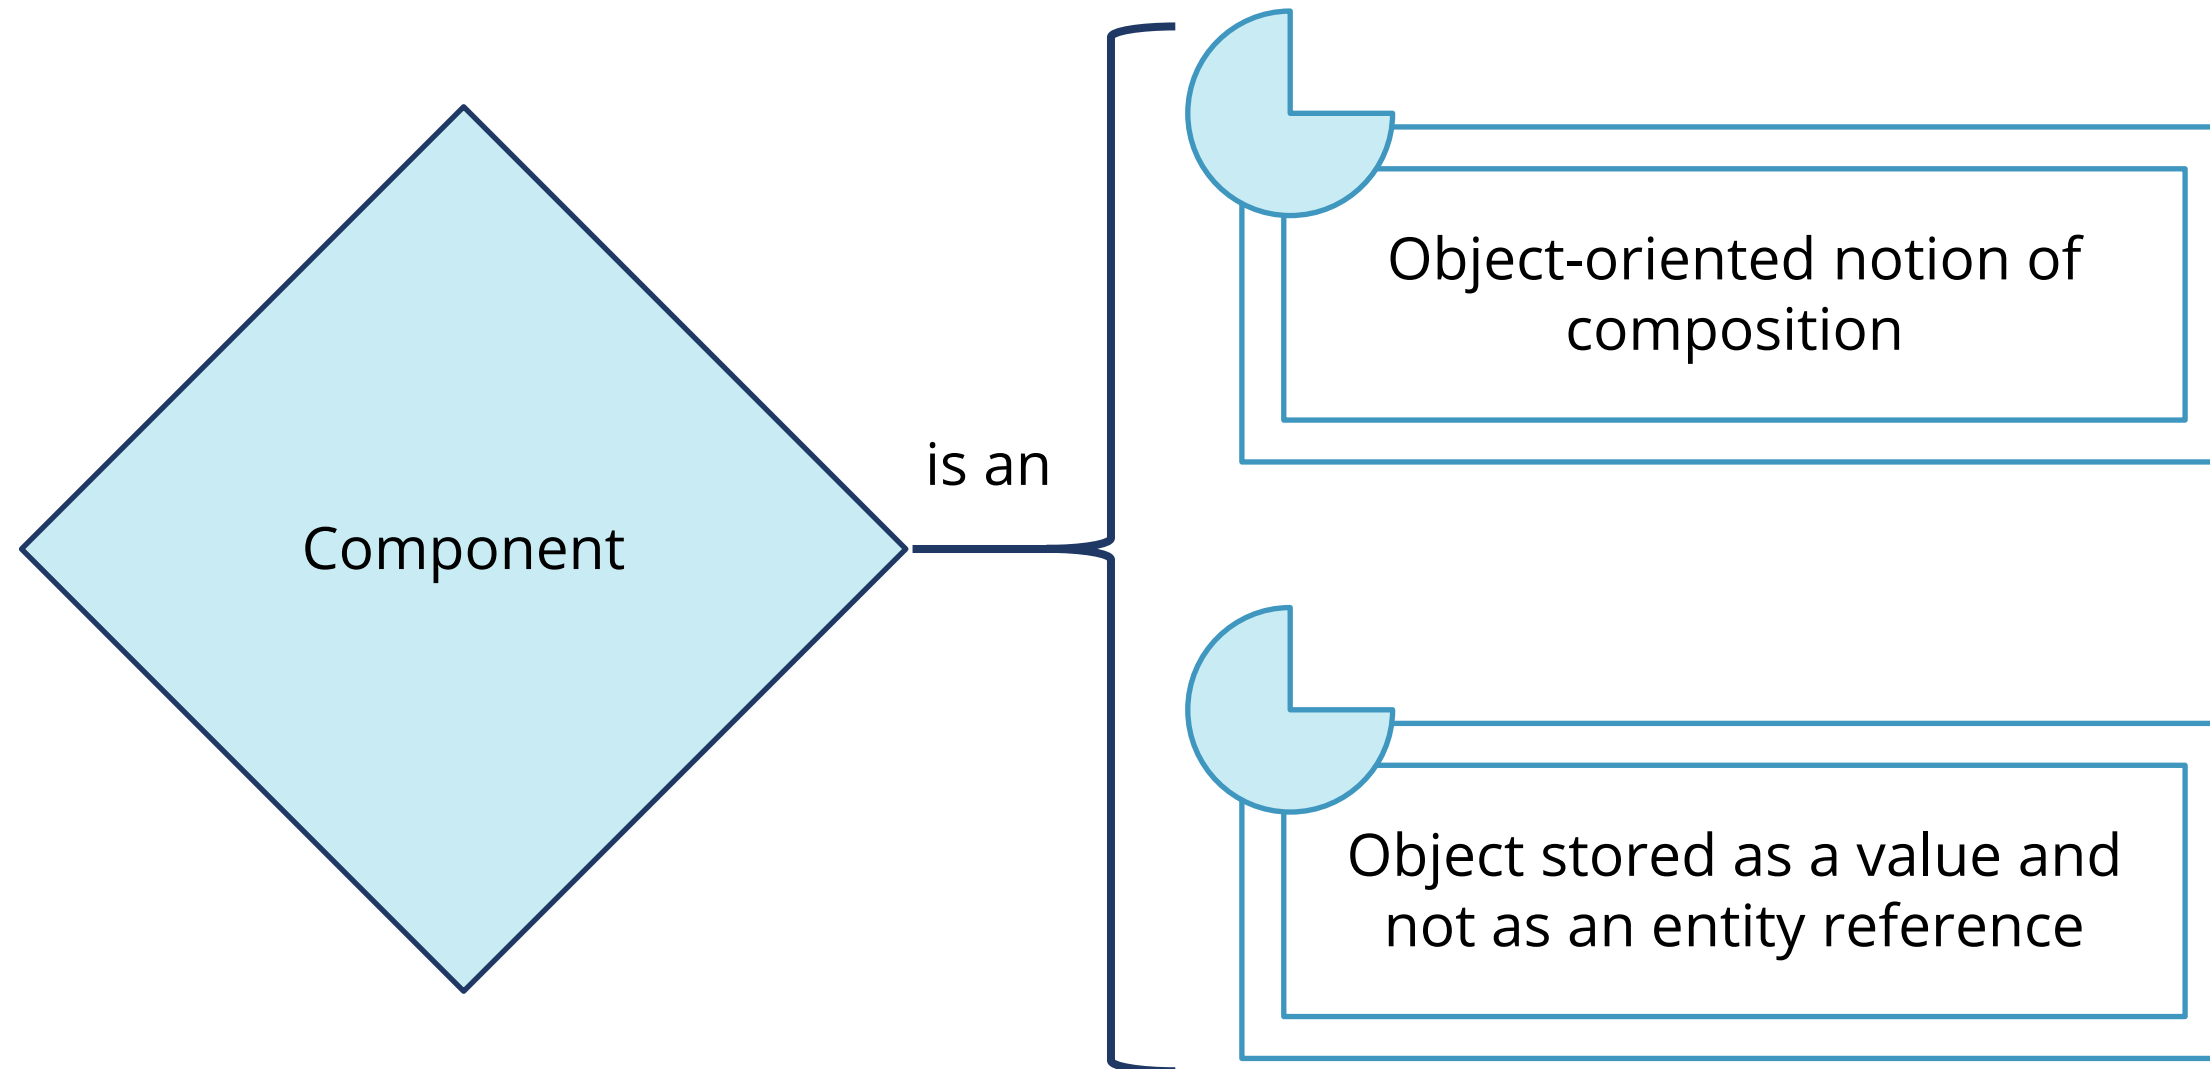 Component
is an
Object-oriented notion of
composition
Object stored as a value and
not as an entity reference